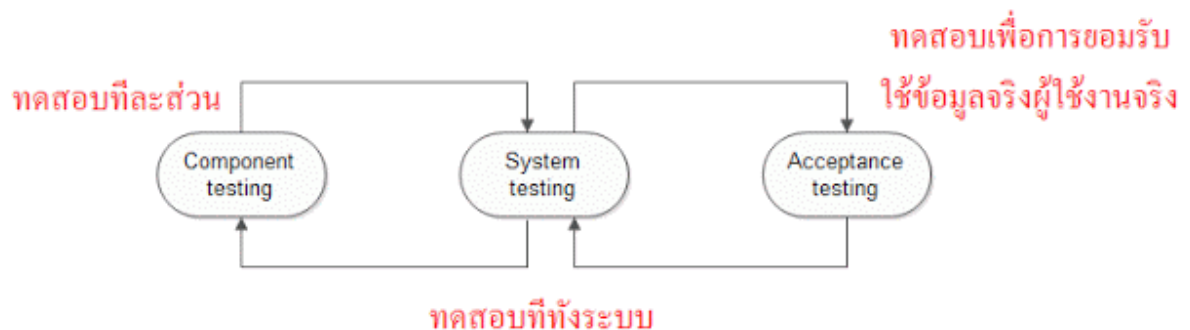 ทดสอบเพื่อการยอมรับ
ทดสอบทีละส่วน
ใช้ข้อมูลจริงผู้ใช้งานจริง
Component
testing
System
testing
Acceptance
testing
ทดสอบทีทังระบบ